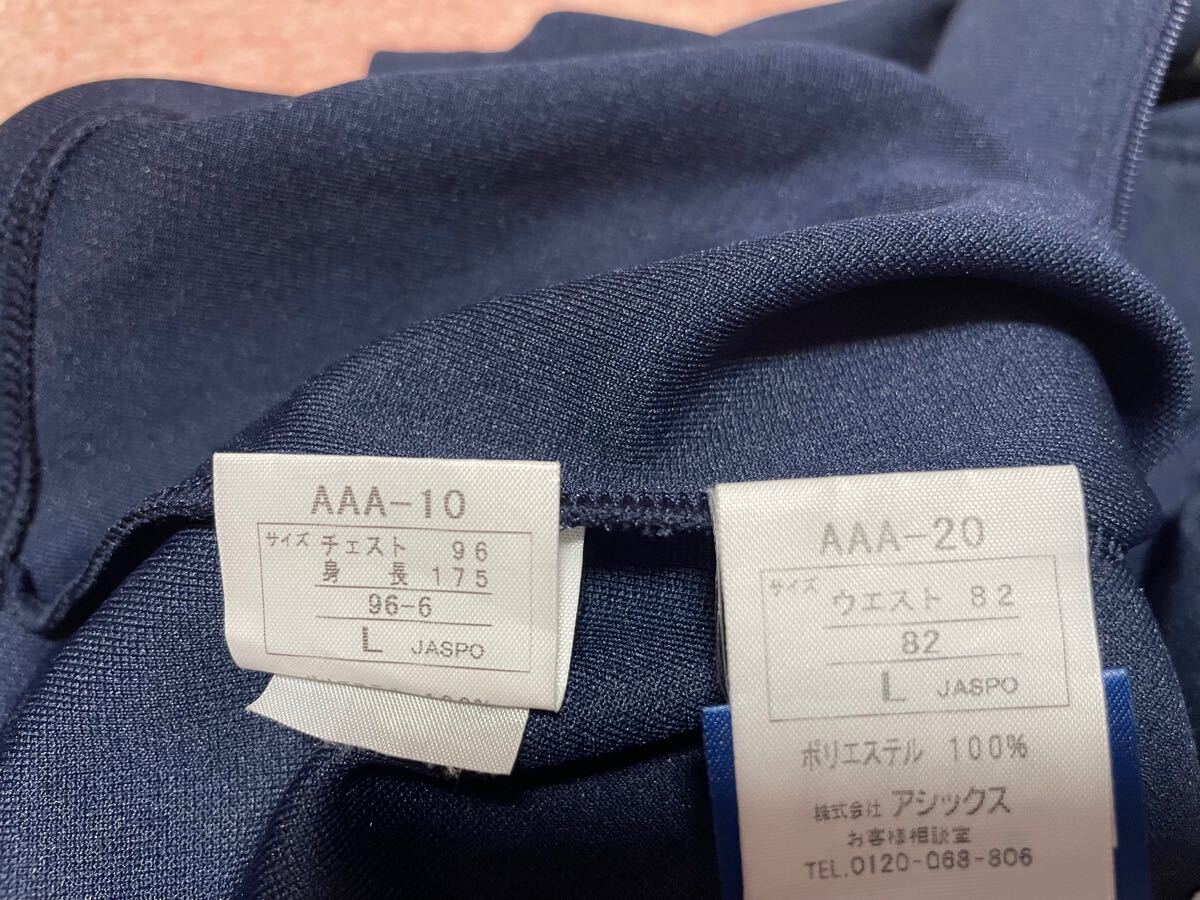 AAA-10
サイズ チェスト 96
身長 175
96-6
L JASPO
100%
AAA-20
サイズ ウエスト 82
82
L JASPO
ポリエステル 100%
株式会社 アシックス
お客様相談室
TEL.0120-068-806